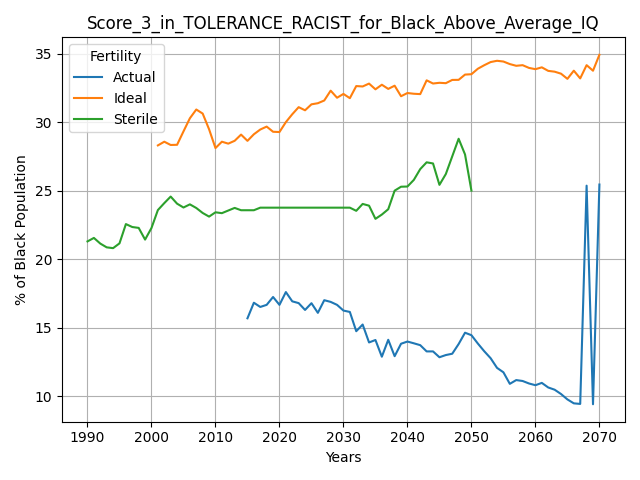 Score_3_in_TOLERANCE_RACIST_for_Black_Above_Average_IQ
Fertility
Actual
Ideal
Sterile
% of Black Population
35
30
25
20
15
10
1990 2000 2010 2020 2030 2040 2050 2060 2070
Years